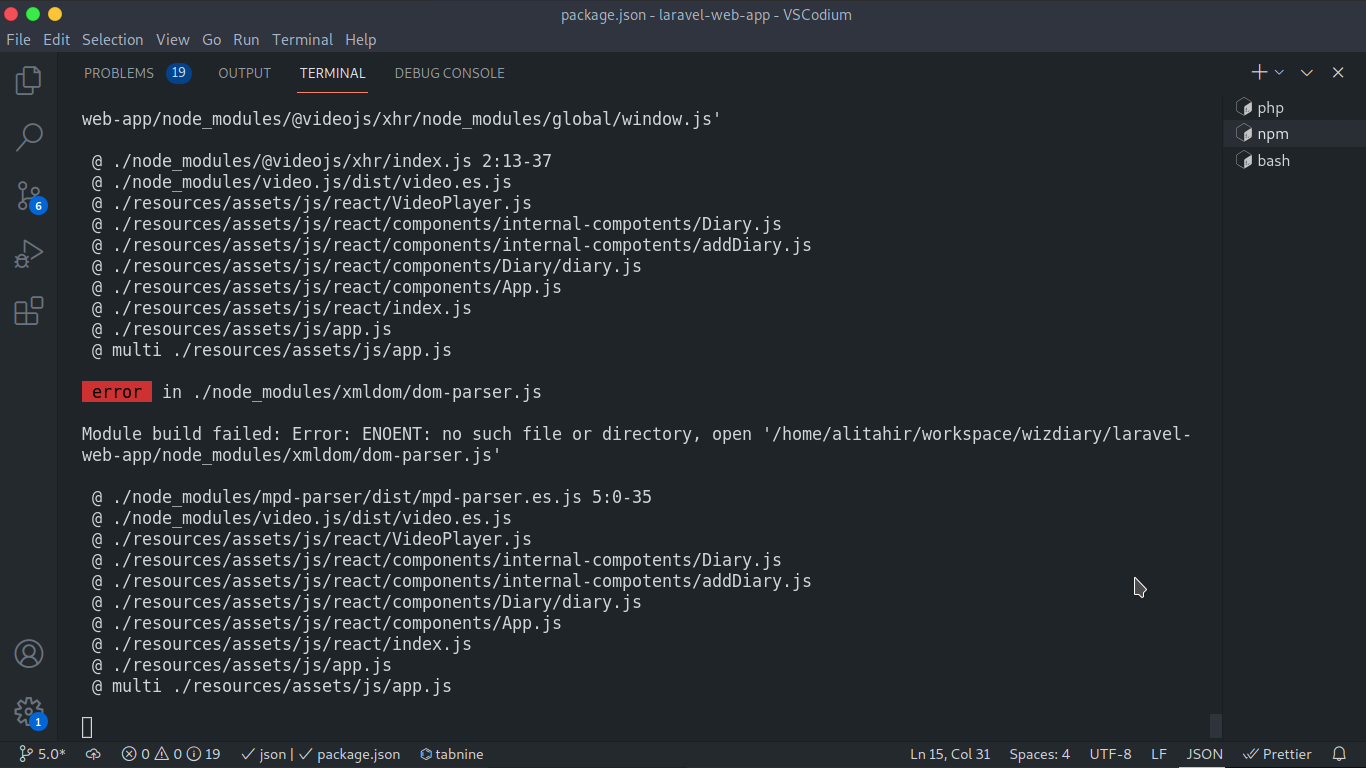 package.json - laravel-web-app - VSCodium
File Edit Selection View Go Run Terminal Help
PROBLEMS 19 OUTPUT TERMINAL DEBUG CONSOLE
web-app/node_modules/@videojs/xhr/node_modules/global/window.js'
@ ./node_modules/@videojs/xhr/index.js 2:13-37
@ ./node_modules/video.js/dist/video.es.js
@ ./resources/assets/js/react/VideoPlayer.js
@ ./resources/assets/js/react/components/internal-compotents/Diary.js
@ ./resources/assets/js/react/components/internal-compotents/addDiary.js
@ ./resources/assets/js/react/components/Diary/diary.js
@ ./resources/assets/js/react/components/App.js
@ ./resources/assets/js/react/index.js
@ ./resources/assets/js/app.js
@ multi ./resources/assets/js/app.js
error in ./node_modules/xmldom/dom-parser.js
Module build failed: Error: ENOENT: no such file or directory, open '/home/alitahir/workspace/wizdiary/laravel-
web-app/node_modules/xmldom/dom-parser.js'
@ ./node_modules/mpd-parser/dist/mpd-parser.es.js 5:0-35
@ ./node_modules/video.js/dist/video.es.js
@ ./resources/assets/js/react/VideoPlayer.js
@ ./resources/assets/js/react/components/internal-compotents/Diary.js
@ ./resources/assets/js/react/components/internal-compotents/addDiary.js
@ ./resources/assets/js/react/components/Diary/diary.js
@ ./resources/assets/js/react/components/App.js
@ ./resources/assets/js/react/index.js
@ ./resources/assets/js/app.js
@ multi ./resources/assets/js/app.js
php
npm
bash
6
1
5.0* 0 0 19 json | package.json tabnine Ln 15, Col 31 Spaces: 4 UTF-8 LF JSON Prettier